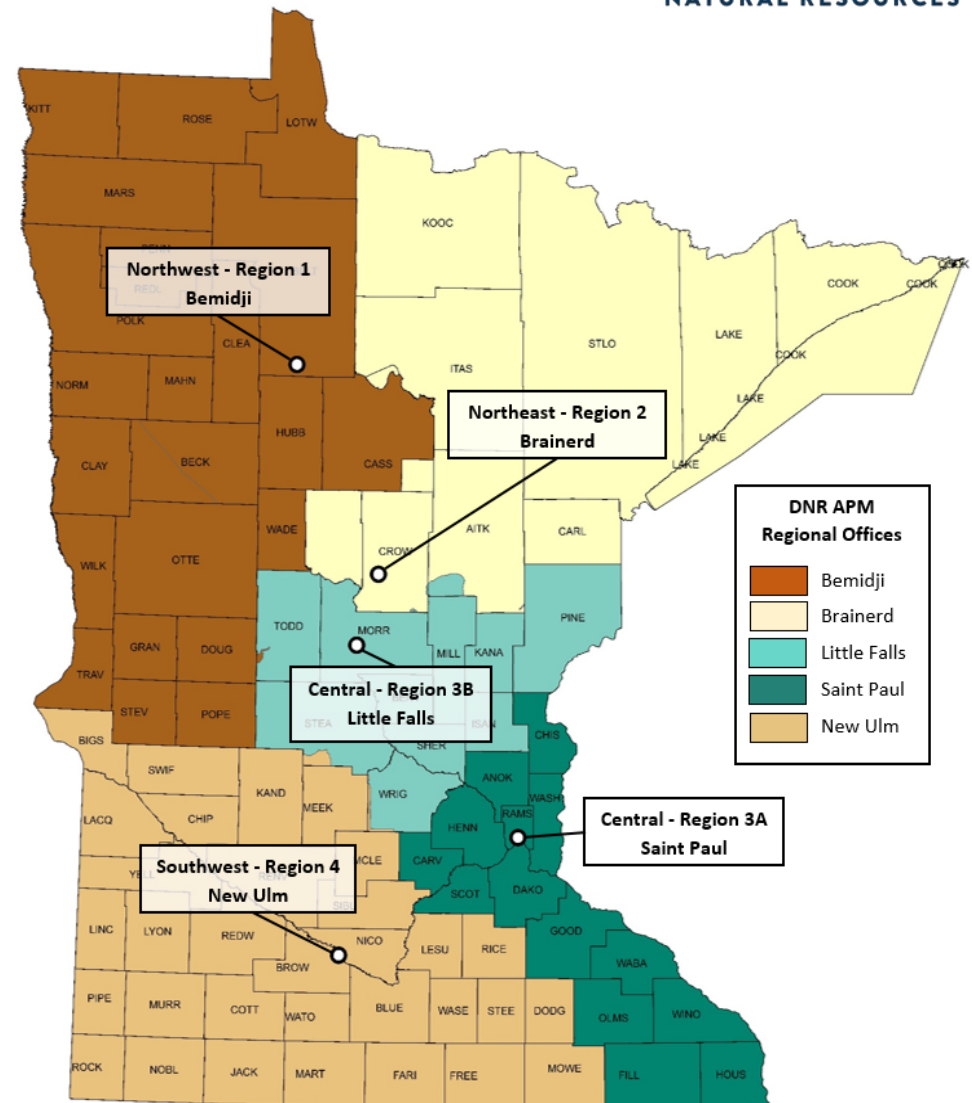 NATURAL RESOURCES
KITT
ROSE
LOTW
MARS
KOOC
PENN
Northwest - Region 1
Bemidji
REDL
POLK
CLEA
COOK
COOK
COOK
LAKE
STLO
COOK
ITAS
NORM
MAHN
LAKE
Northeast - Region 2
Brainerd
HUBB
LAKE
CLAY
BECK
CASS
LAKE
DNR APM
Regional Offices
Bemidji
Brainerd
Little Falls
Saint Paul
New Ulm
WADE
AITK
CARL
CROW
WILK
OTTE
TODD
MORR
PINE
GRAN
DOUG
MILL
KANA
TRAV
Central - Region 3B
Little Falls
STEV
POPE
STEA
ISAN
CHIS
BIGS
SHER
SWIF
ANOK
KAND
WRIG
WASH
MEEK
RAMS
LACQ
CHIP
HENN
Central - Region 3A
Saint Paul
Southwest - Region 4
New Ulm
MCLE
CARV
YELL
RENV
SCOT
DAKO
SIBL
LINC
LYON
REDW
NICO
LESU
RICE
GOOD
BROW
WABA
PIPE
MURR
COTT
WATO
BLUE
WASE
STEE
DODG
OLMS
WINO
ROCK
NOBL
JACK
MART
FARI
FREE
MOWE
FILL
HOUS